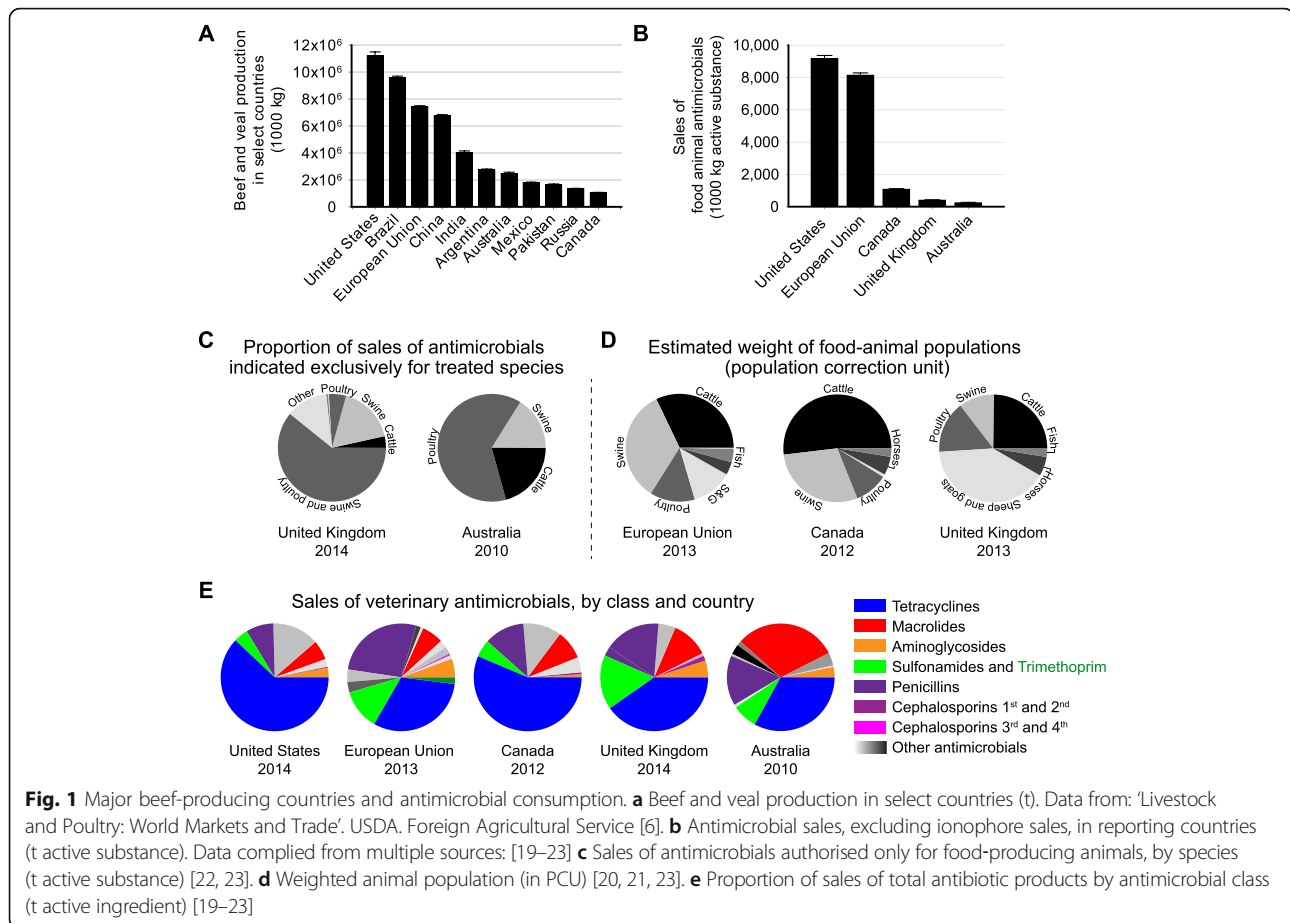 A
Beef and veal production
in select countries
(1000 kg)
12x10⁶
10x10⁶
8x10⁶
6x10⁶
4x10⁶
2x10⁶
0
United States
Brazil
European Union
China
India
Argentina
Australia
Mexico
Pakistan
Russia
Canada
B
Sales of
food animal antimicrobials
(1000 kg active substance)
10,000
8,000
6,000
4,000
2,000
0
United States
European Union
Canada
United Kingdom
Australia
C
Proportion of sales of antimicrobials
indicated exclusively for treated species
Other
Poultry
Swine
Cattle
Swine and poultry
United Kingdom
2014
Poultry
Swine
Cattle
Australia
2010
D
Estimated weight of food-animal populations
(population correction unit)
Cattle
Swine
Poultry
S&G
Fish
European Union
2013
Cattle
Horses
Poultry
Swine
Canada
2012
Swine
Cattle
Poultry
Fish
Horses
Sheep and goats
United Kingdom
2013
E
Sales of veterinary antimicrobials, by class and country
United States
2014
European Union
2013
Canada
2012
United Kingdom
2014
Australia
2010
Tetracyclines
Macrolides
Aminoglycosides
Sulfonamides and Trimethoprim
Penicillins
Cephalosporins 1st and 2nd
Cephalosporins 3rd and 4th
Other antimicrobials
Fig. 1 Major beef-producing countries and antimicrobial consumption. a Beef and veal production in select countries (t). Data from: ‘Livestock
and Poultry: World Markets and Trade’. USDA. Foreign Agricultural Service [6]. b Antimicrobial sales, excluding ionophore sales, in reporting countries
(t active substance). Data complied from multiple sources: [19–23] c Sales of antimicrobials authorised only for food-producing animals, by species
(t active substance) [22, 23]. d Weighted animal population (in PCU) [20, 21, 23]. e Proportion of sales of total antibiotic products by antimicrobial class
(t active ingredient) [19–23]